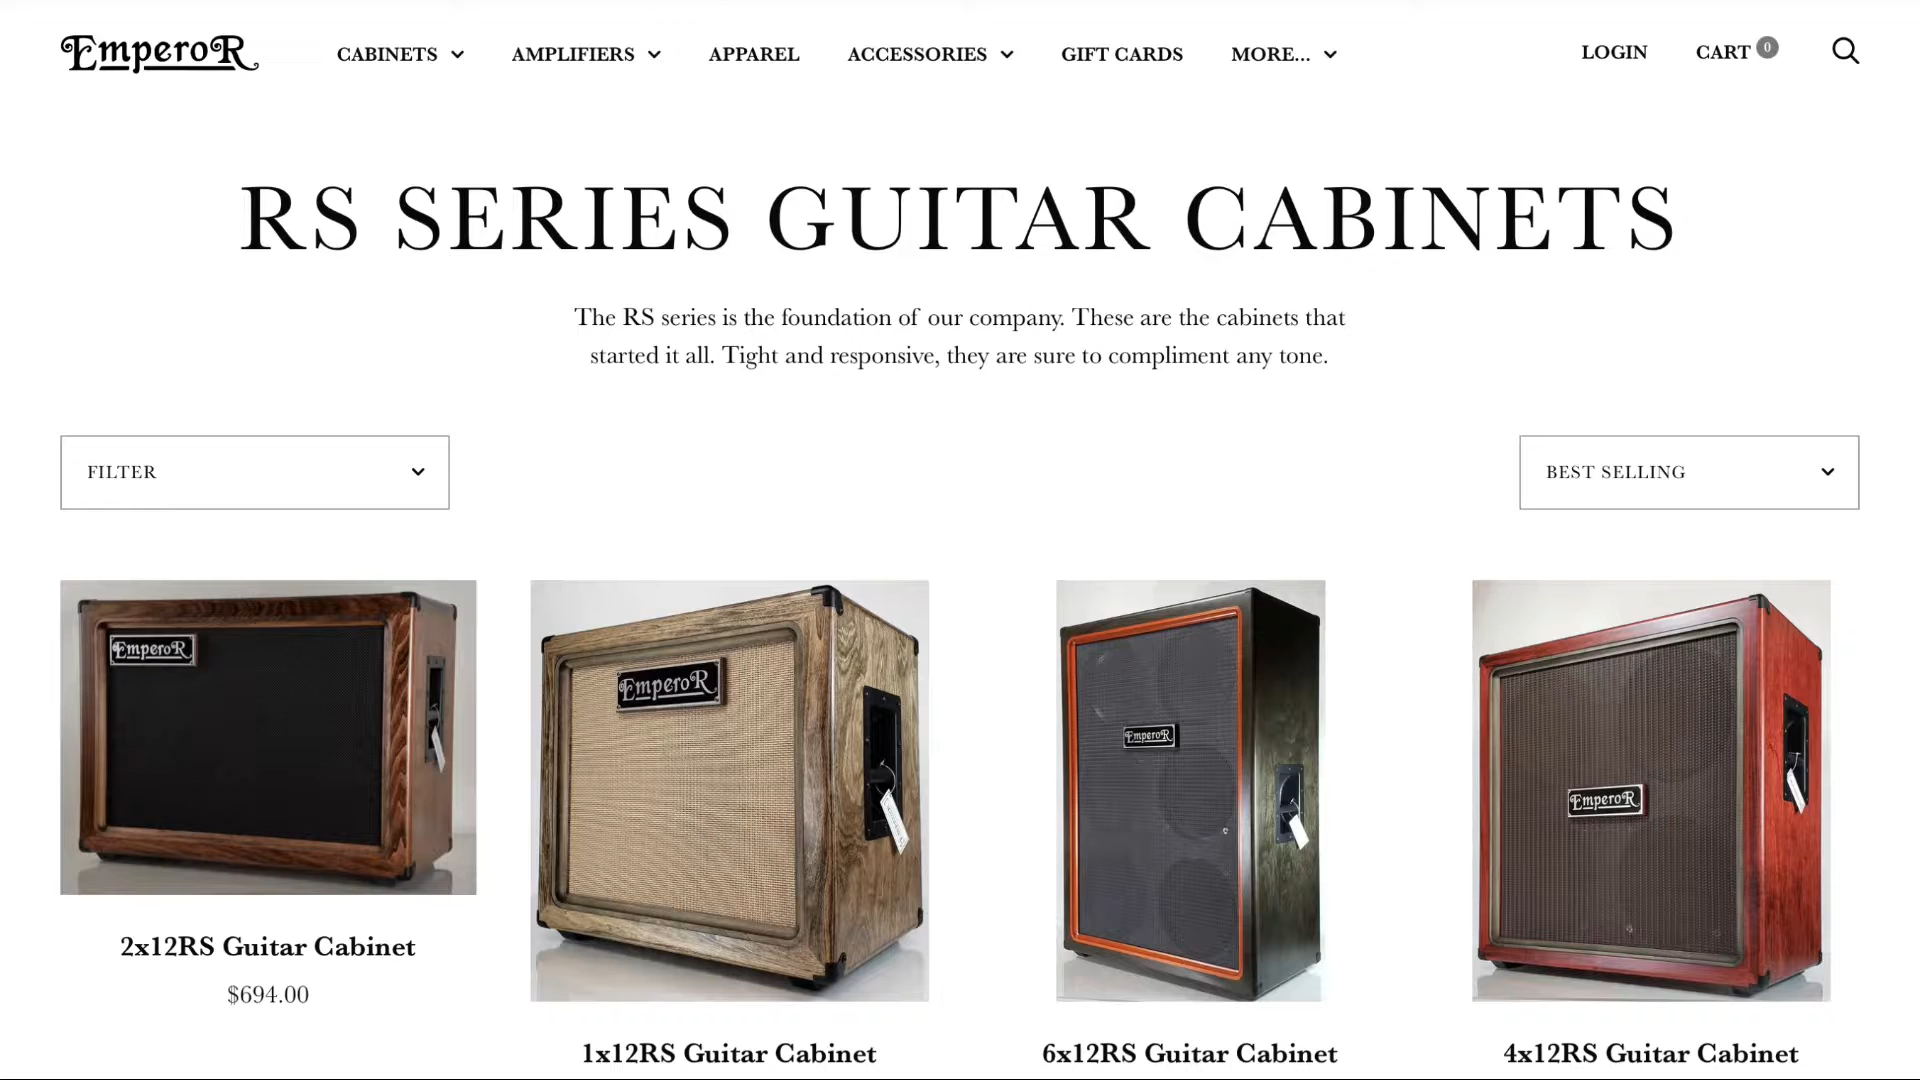 EmperoR
CABINETS
AMPLIFIERS
APPAREL
ACCESSORIES
GIFT CARDS
MORE...
LOGIN
CART 0
RS SERIES GUITAR CABINETS
The RS series is the foundation of our company. These are the cabinets that
started it all. Tight and responsive, they are sure to compliment any tone.
FILTER
BEST SELLING
EmperoR
EmperoR
EmperoR
EmperoR
2x12RS Guitar Cabinet
$694.00
1x12RS Guitar Cabinet
6x12RS Guitar Cabinet
4x12RS Guitar Cabinet